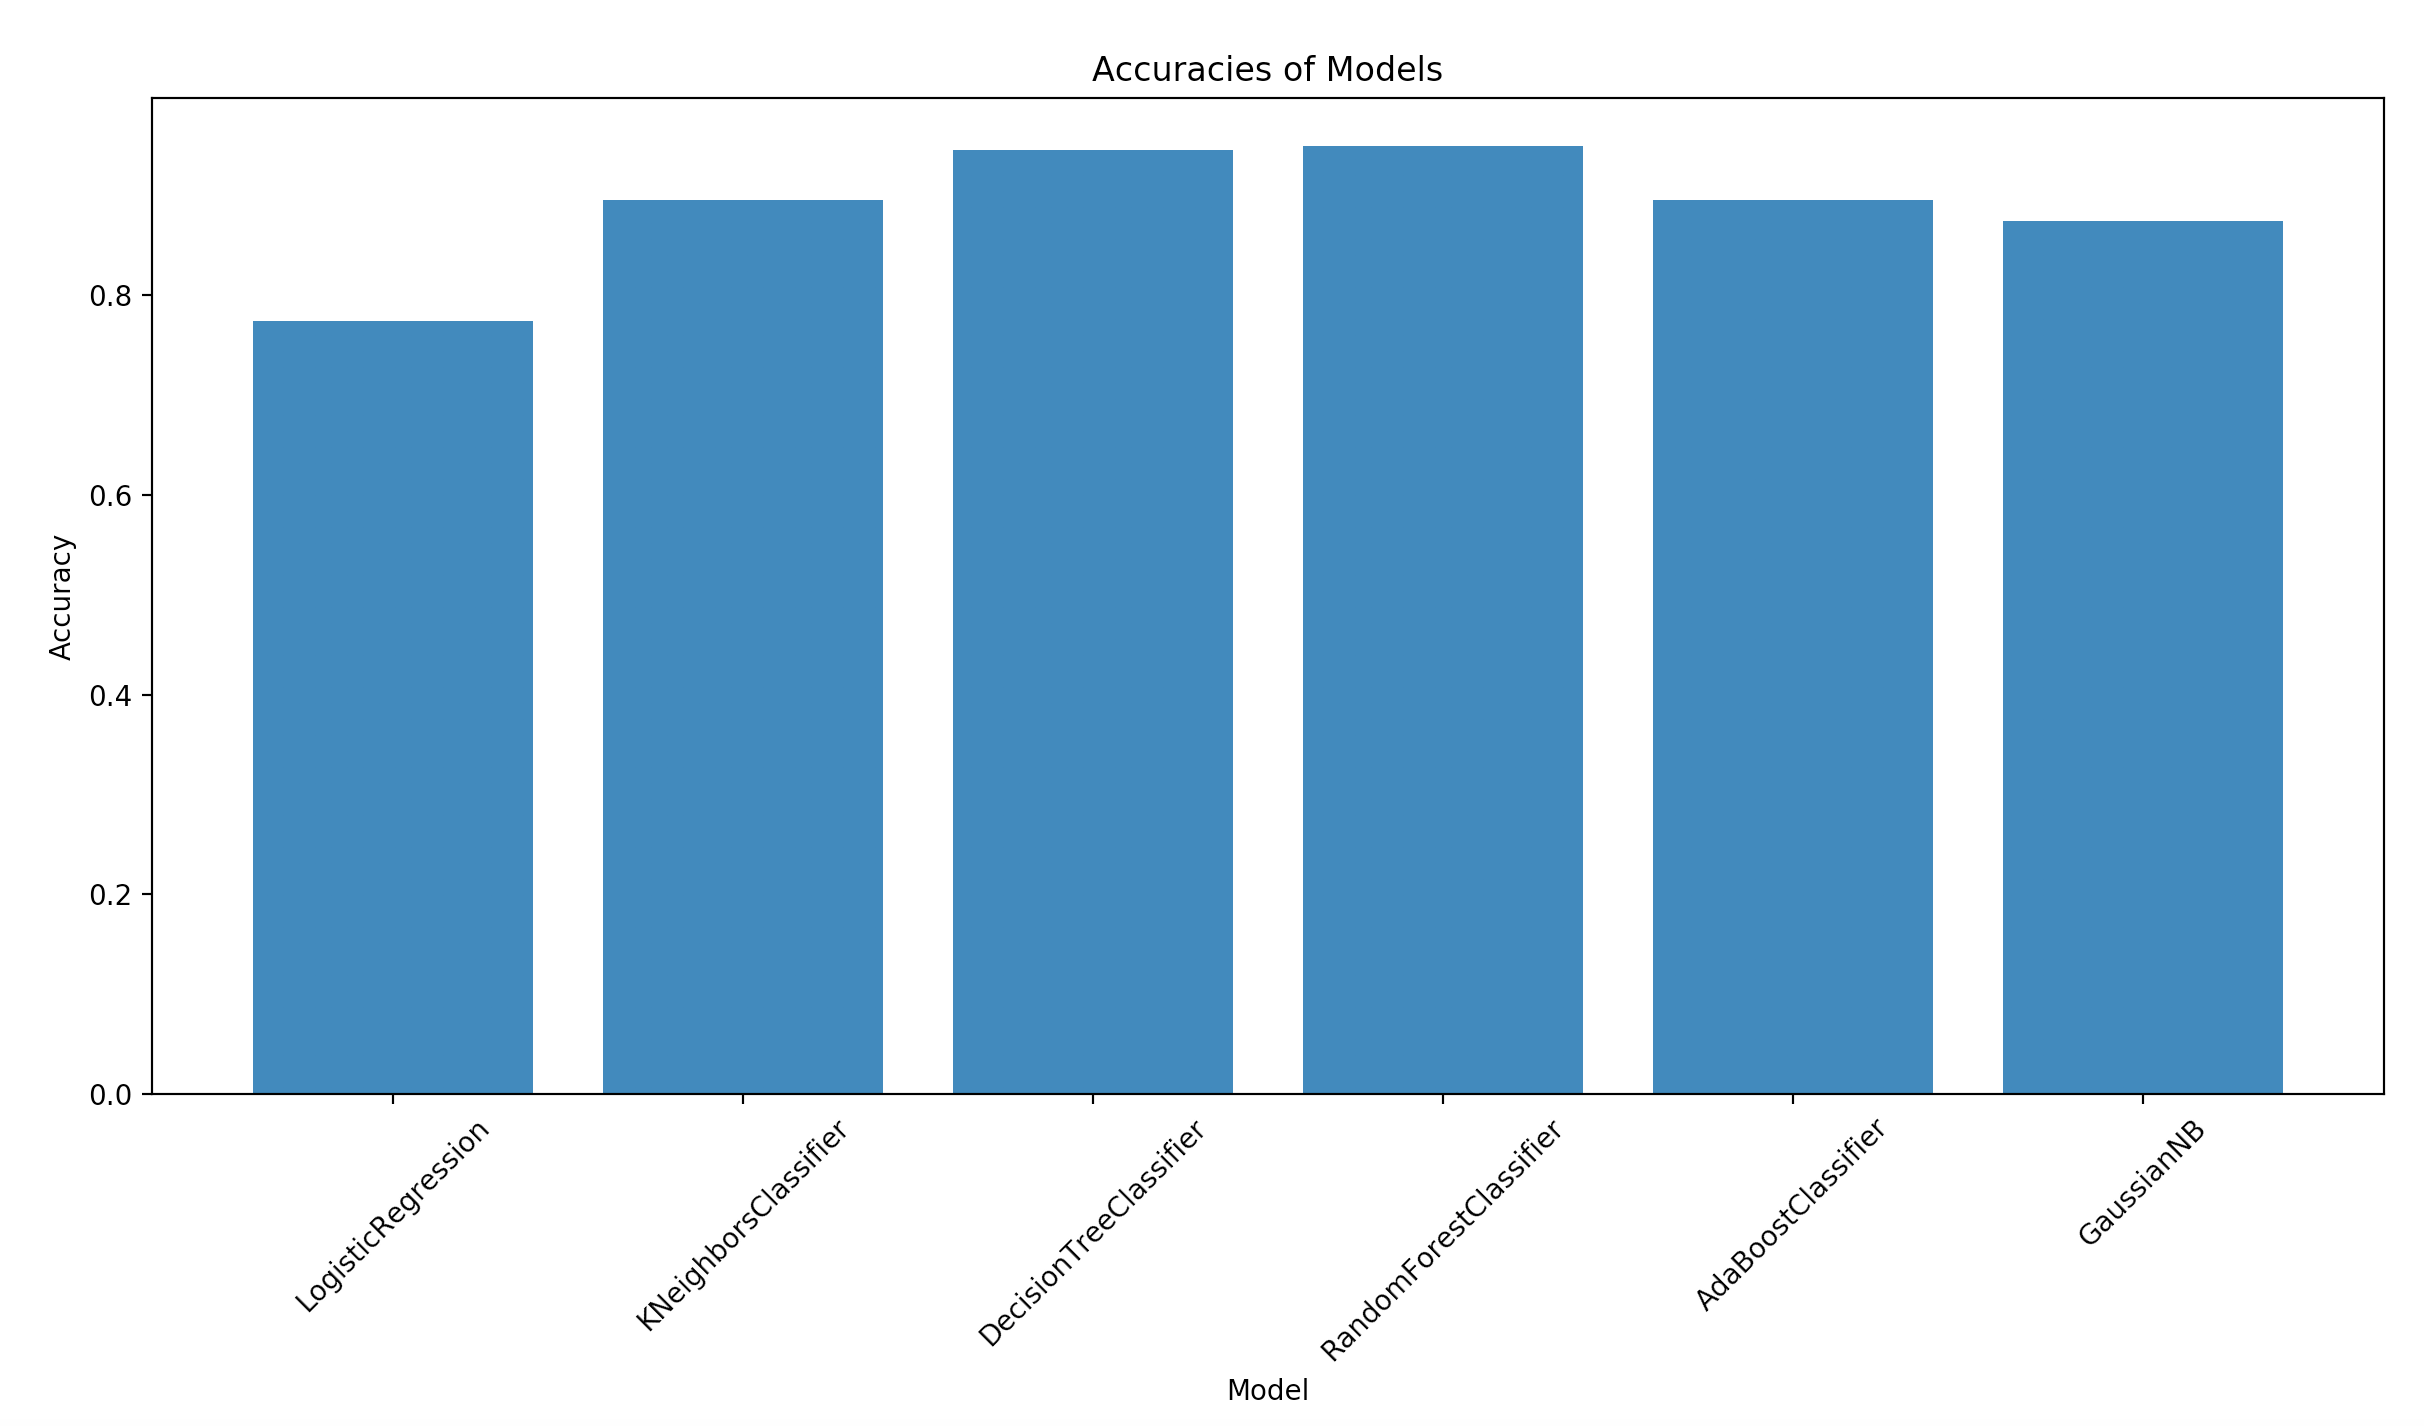 Accuracies of Models
Accuracy
0.8
0.6
0.4
0.2
0.0
LogisticRegression
KNeighborsClassifier
DecisionTreeClassifier
RandomForestClassifier
AdaBoostClassifier
GaussianNB
Model